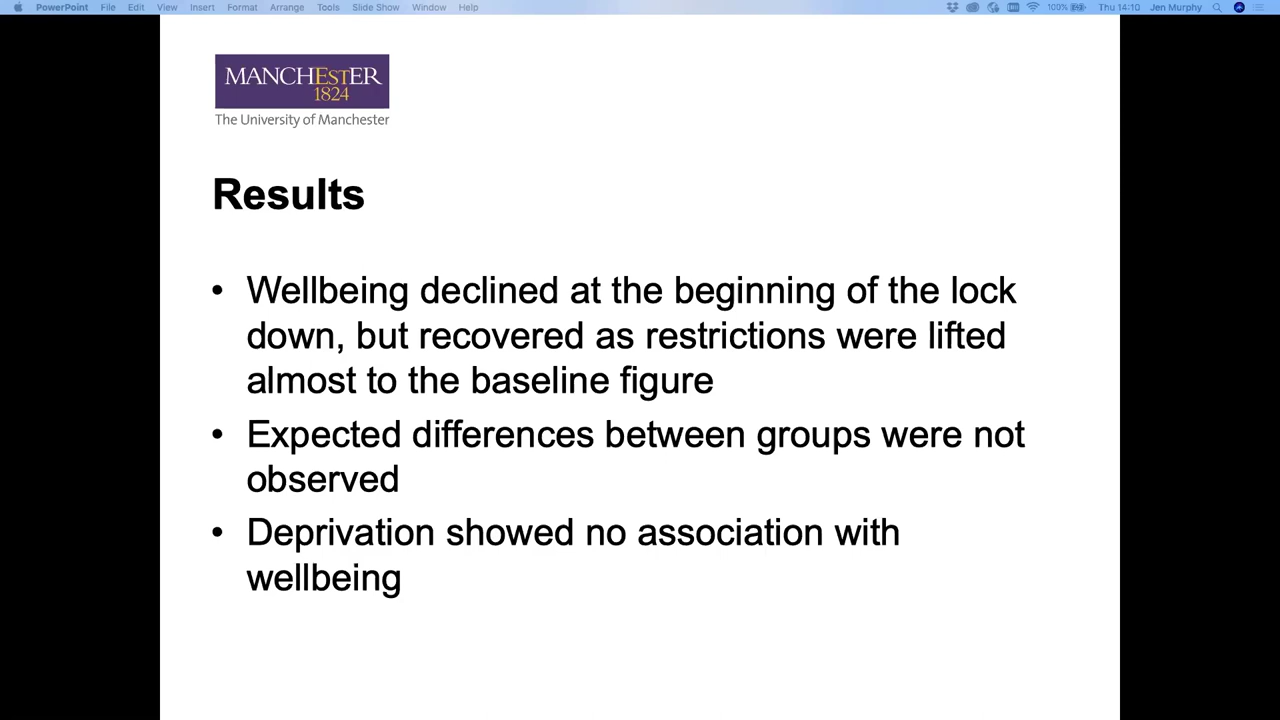 PowerPoint File Edit View Insert Format Arrange Tools Slide Show Window Help 100% Thu 14:10 Jen Murphy
MANCHESTER
1824
The University of Manchester
Results
• Wellbeing declined at the beginning of the lock
down, but recovered as restrictions were lifted
almost to the baseline figure
• Expected differences between groups were not
observed
• Deprivation showed no association with
wellbeing